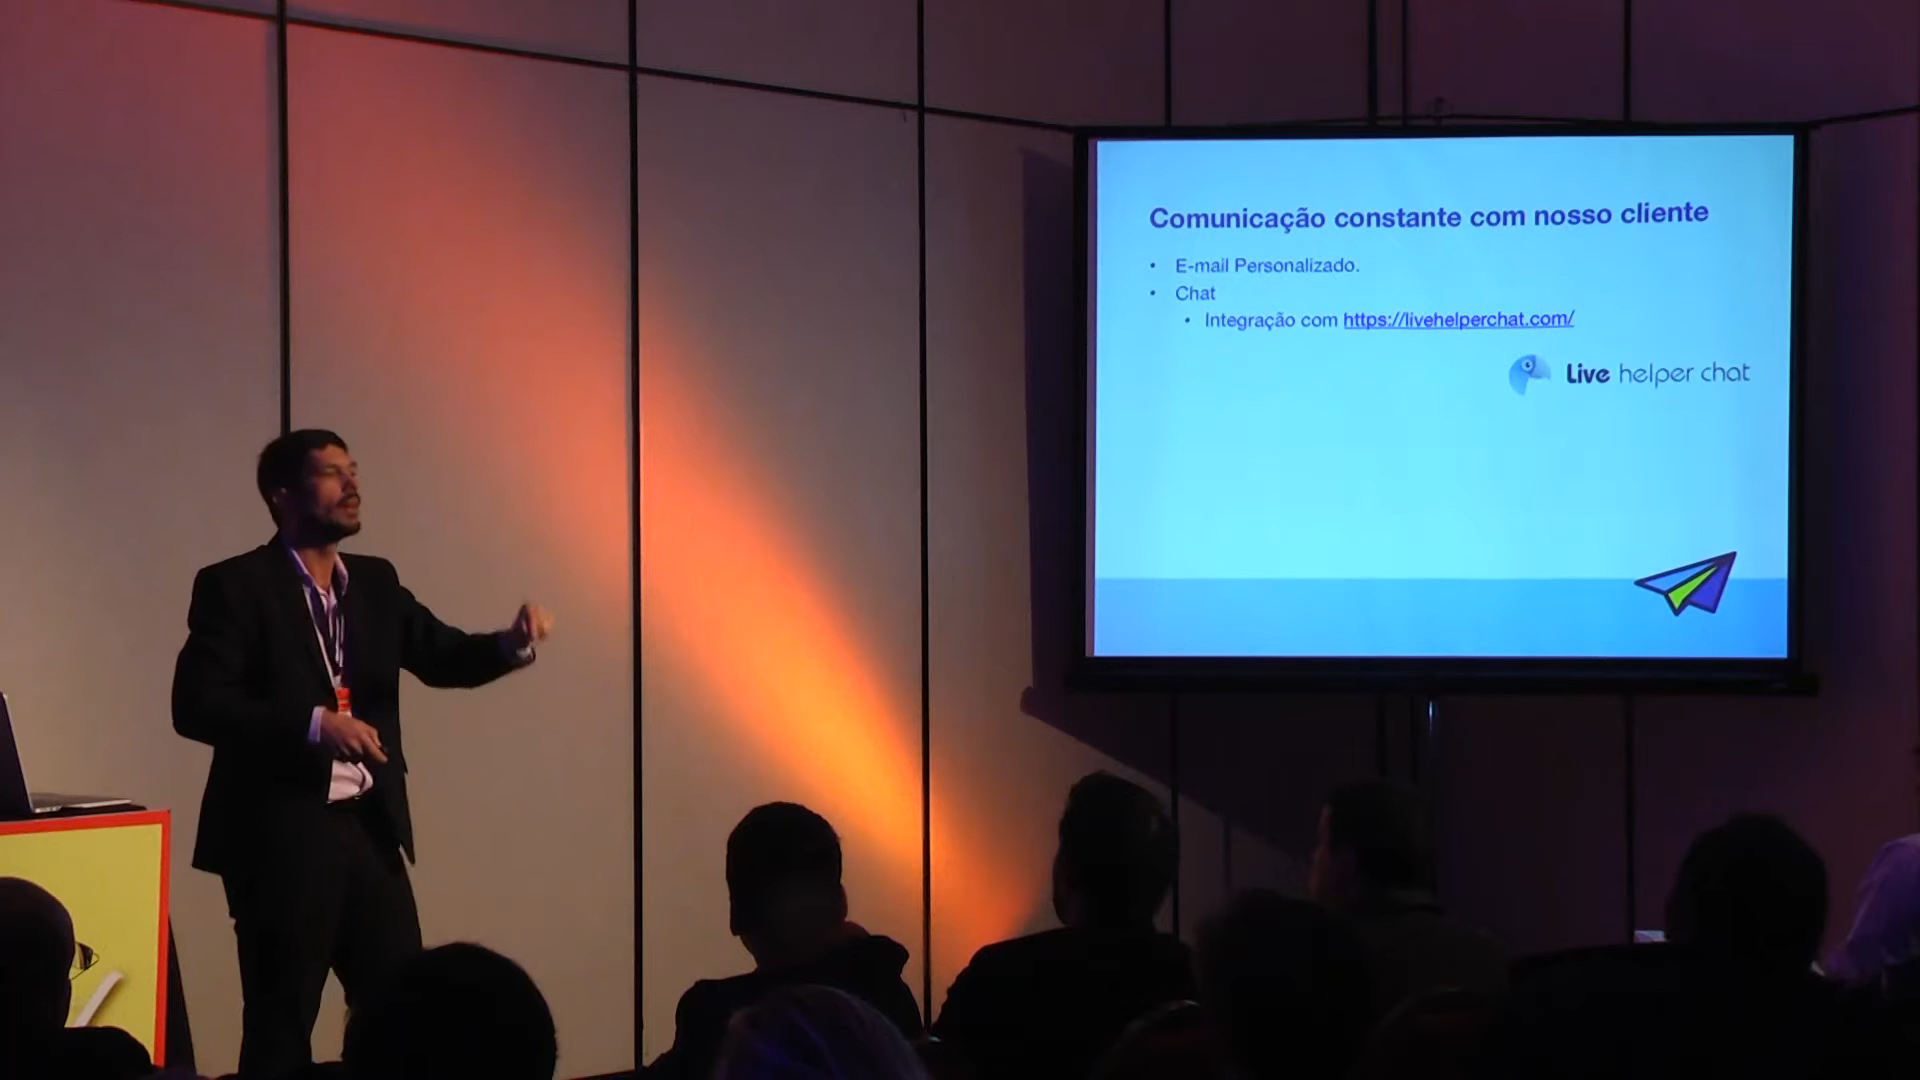 Comunicação constante com nosso cliente
• E-mail Personalizado.
• Chat
• Integração com https://livehelperchat.com/
Live helper chat